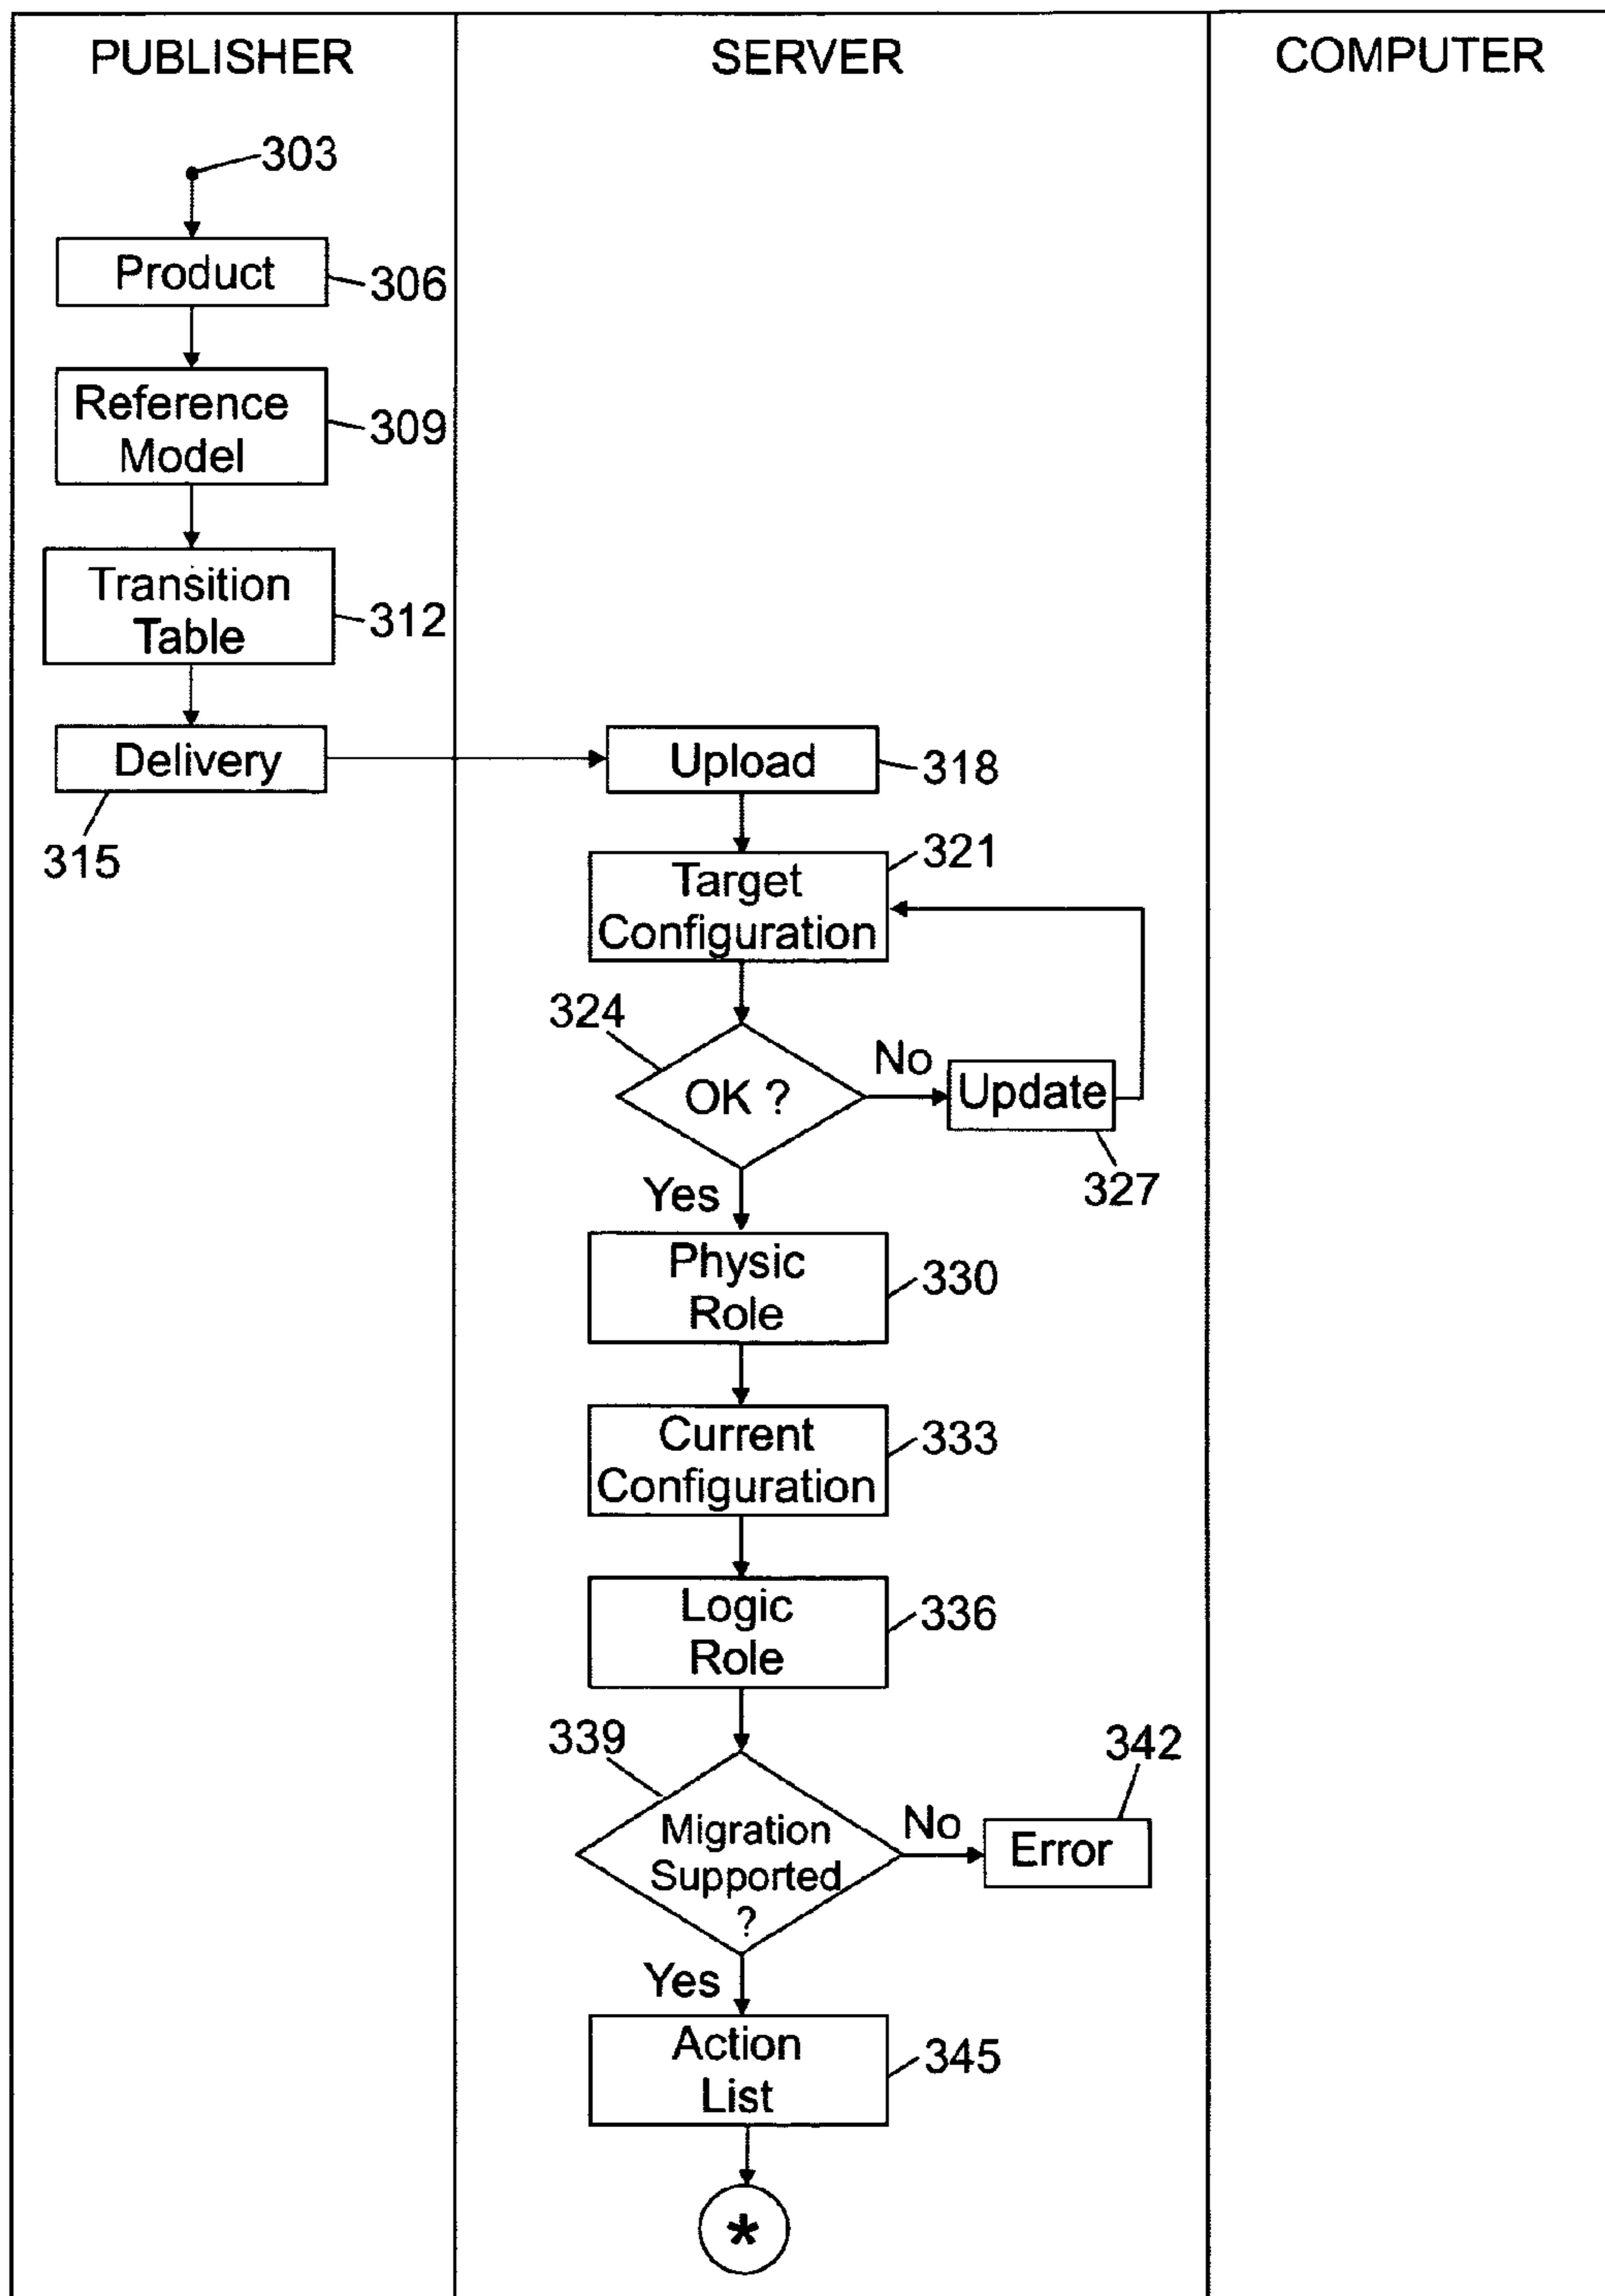 PUBLISHER
SERVER
COMPUTER
303
Product
306
Reference
Model
309
Transition
Table
312
Delivery
315
Upload
318
Target
Configuration
321
324
OK ?
No
Update
327
Yes
Physic
Role
330
Current
Configuration
333
Logic
Role
336
339
Migration
Supported
?
No
Error
342
Yes
Action
List
345
*